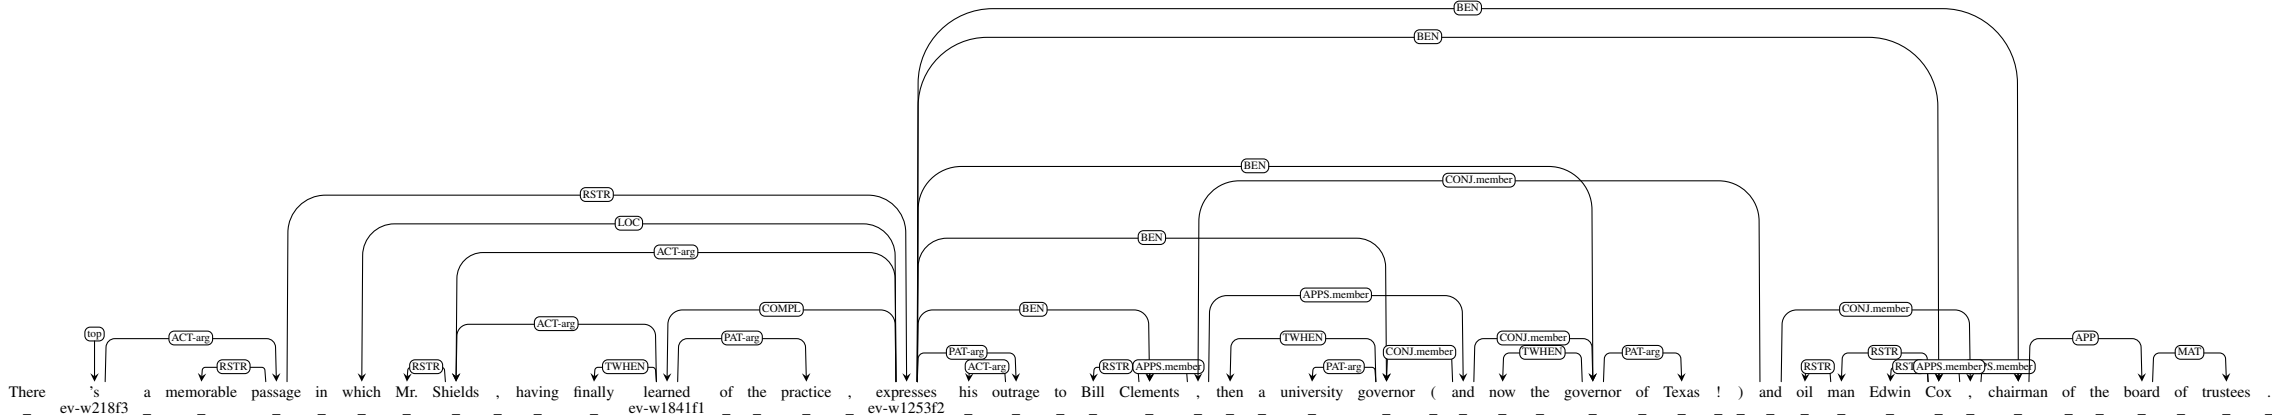 BEN
BEN
BEN
CONJ.member
RSTR
LOC
BEN
ACT-arg
APPS.member
COMPL BEN CONJ.member
ACT-arg
top ACT-arg PAT-arg TWHEN CONJ.member APP
PAT-arg CONJ.member TWHEN PAT-arg RSTR MAT
RSTR RSTR TWHEN ACT-arg RSTR APPS.member PAT-arg RSTR APPS.member
There 's a memorable passage in which Mr. Shields , having finally learned of the practice , expresses his outrage to Bill Clements , then a university governor ( and now the governor of Texas ! ) and oil man Edwin Cox , chairman of the board of trustees .
_ ev-w218f3 _ _ _ _ _ _ _ _ _ _ ev-w1841f1 _ _ _ _ ev-w1253f2 _ _ _ _ _ _ _ _ _ _ _ _ _ _ _ _ _ _ _ _ _ _ _ _ _ _ _ _ _ _ _ _